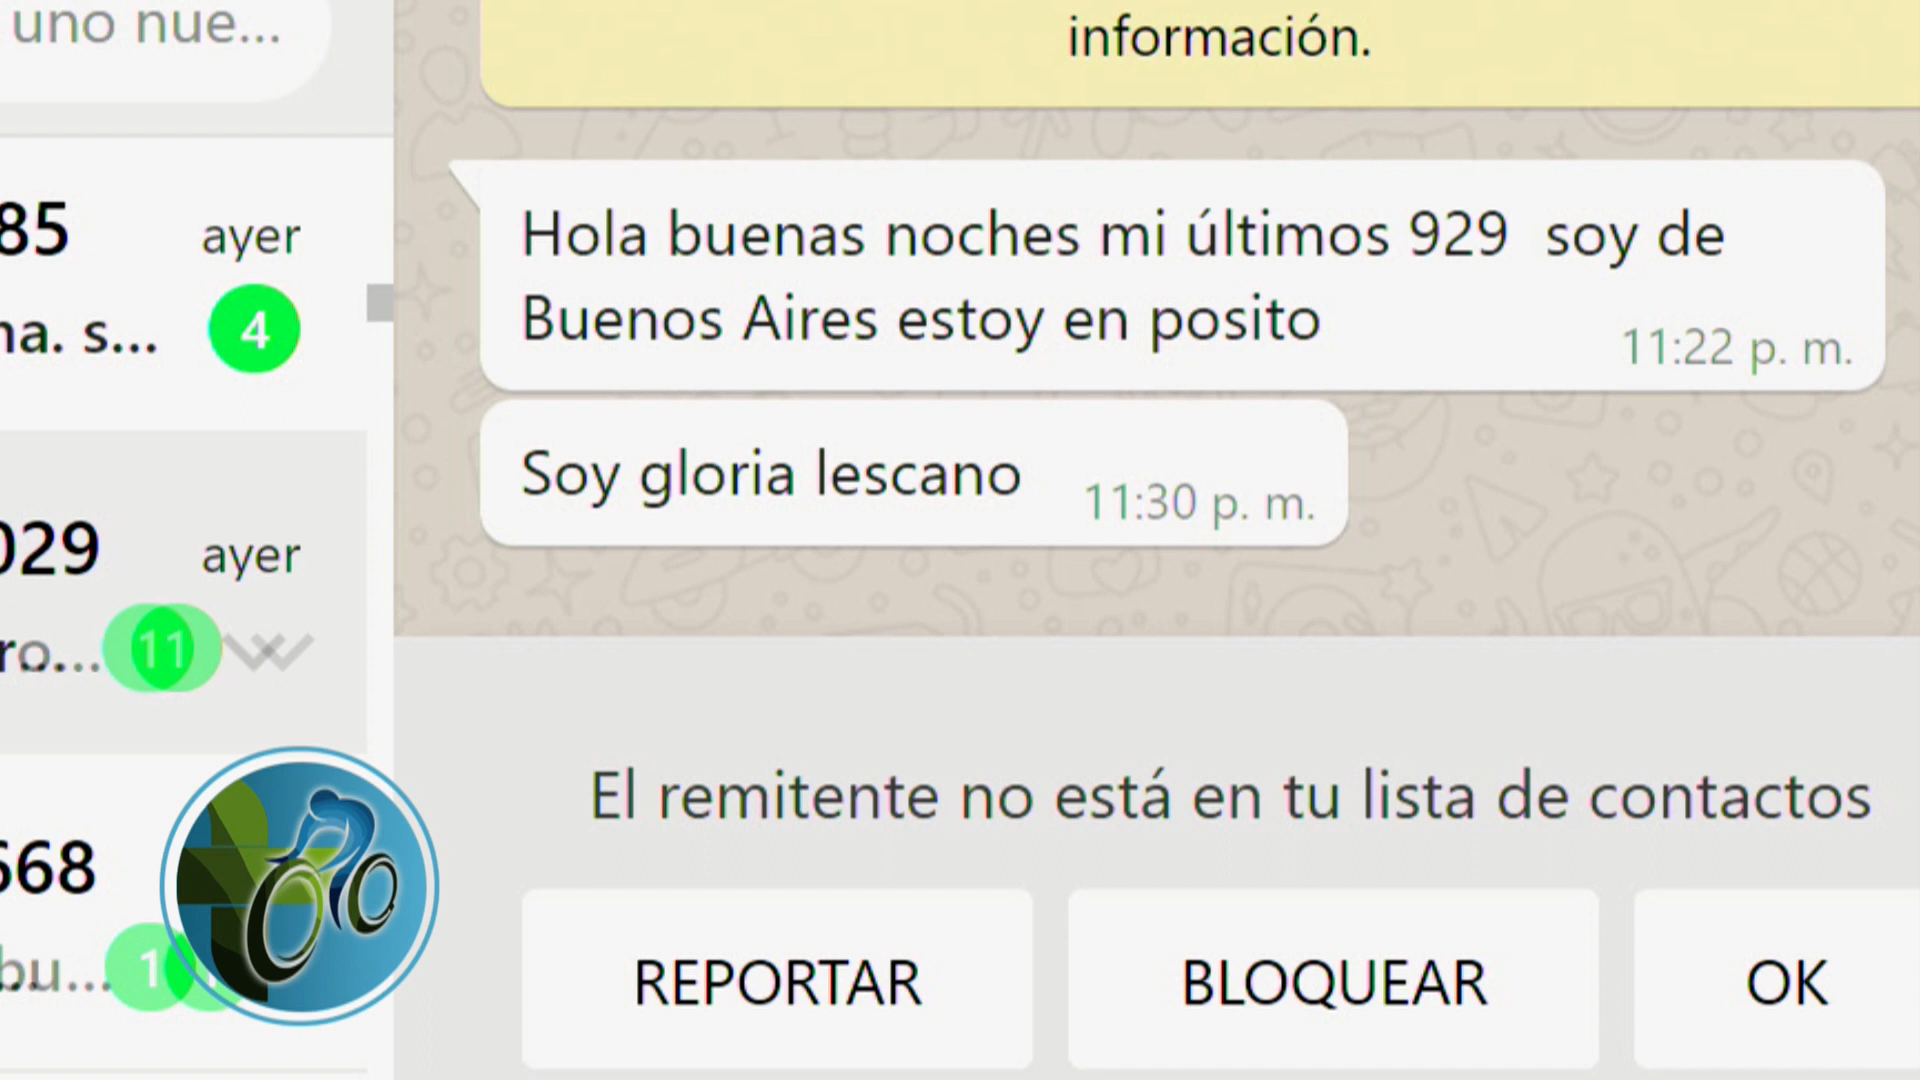 uno nue...
información.
85
ayer
na. s...
4
Hola buenas noches mi últimos 929 soy de
Buenos Aires estoy en posito
11:22 p. m.
Soy gloria lescano
11:30 p. m.
029
ayer
ro...
11
668
bu...
1
El remitente no está en tu lista de contactos
REPORTAR
BLOQUEAR
OK